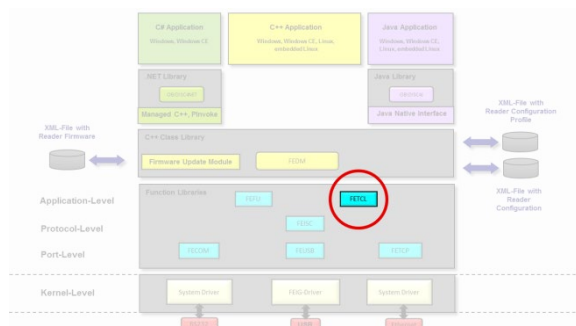 C# Application
Windows, Windows CE
C++ Application
Windows, Windows CE, Linux,
embedded Linux
Java Application
Windows, Windows CE,
Linux, embedded Linux
.NET Library
Managed C++, PInvoke
Java Library
Java Native Interface
XML-File with
Reader Firmware
C++ Class Library
Firmware Update Module
FEDM
XML-File with
Reader Configuration
Profile
XML-File with
Reader
Configuration
Application-Level
Function Libraries
FEFU
FETCL
Protocol-Level
FEISC
Port-Level
FECOM
FEUSB
FETCP
Kernel-Level
System Driver
FEIG-Driver
System Driver